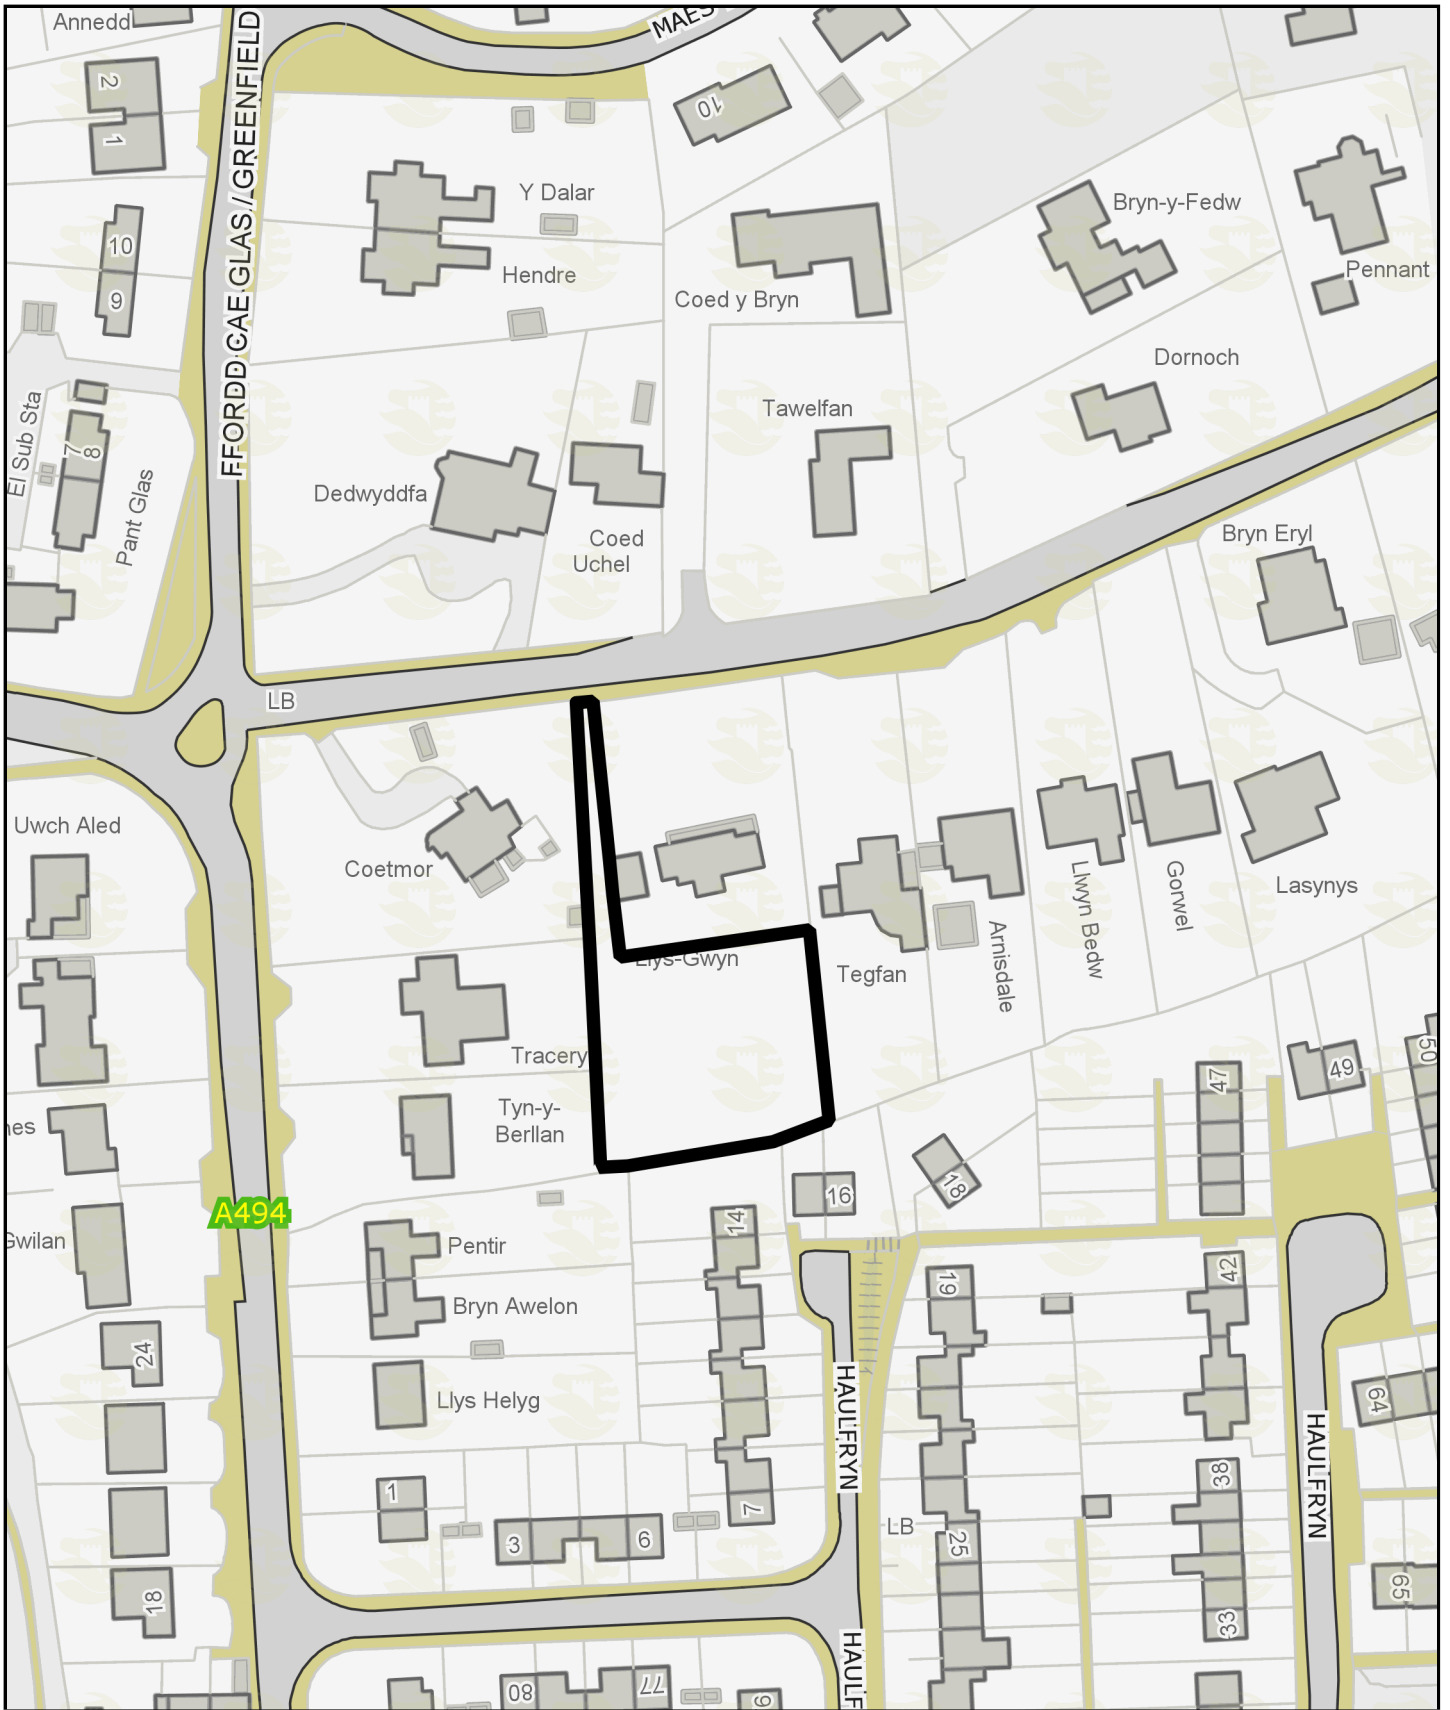 Annedd
MAES
2
1
10
FFORDD CAE GLAS / GREENFIELD
Y Dalar
Bryn-y-Fedw
10
9
Hendre
Coed y Bryn
Pennant
Dornoch
El Sub Sta
7
8
Pant Glas
Tawelfan
Dedwyddfa
Coed
Uchel
Bryn Eryl
LB
Uwch Aled
Coetmor
Llwyn Bedw
Gorwel
Lasynys
Arnisdale
Llys-Gwyn
Tegfan
Tracery
Tyn-y-
Berllan
47
49
50
A494
16
18
14
Gwilan
Pentir
Bryn Awelon
19
42
24
Llys Helyg
HAULFRYN
64
HAULFRYN
1
7
3
6
LB
25
38
18
33
65
HAULF
80
77